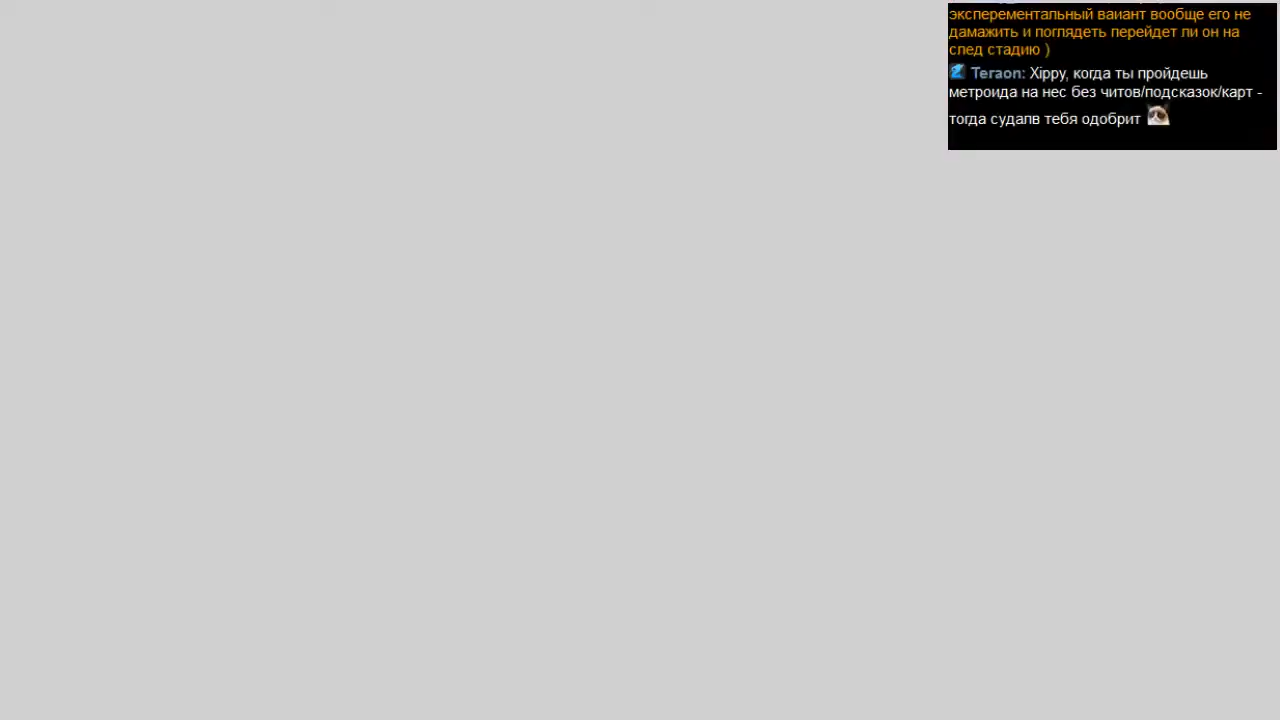 эксперементальный ваиант вообще его не
дамажить и поглядеть перейдет ли он на
след стадию )
Teraon: Xippy, когда ты пройдешь
метроида на нес без читов/подсказок/карт -
тогда судалв тебя одобрит